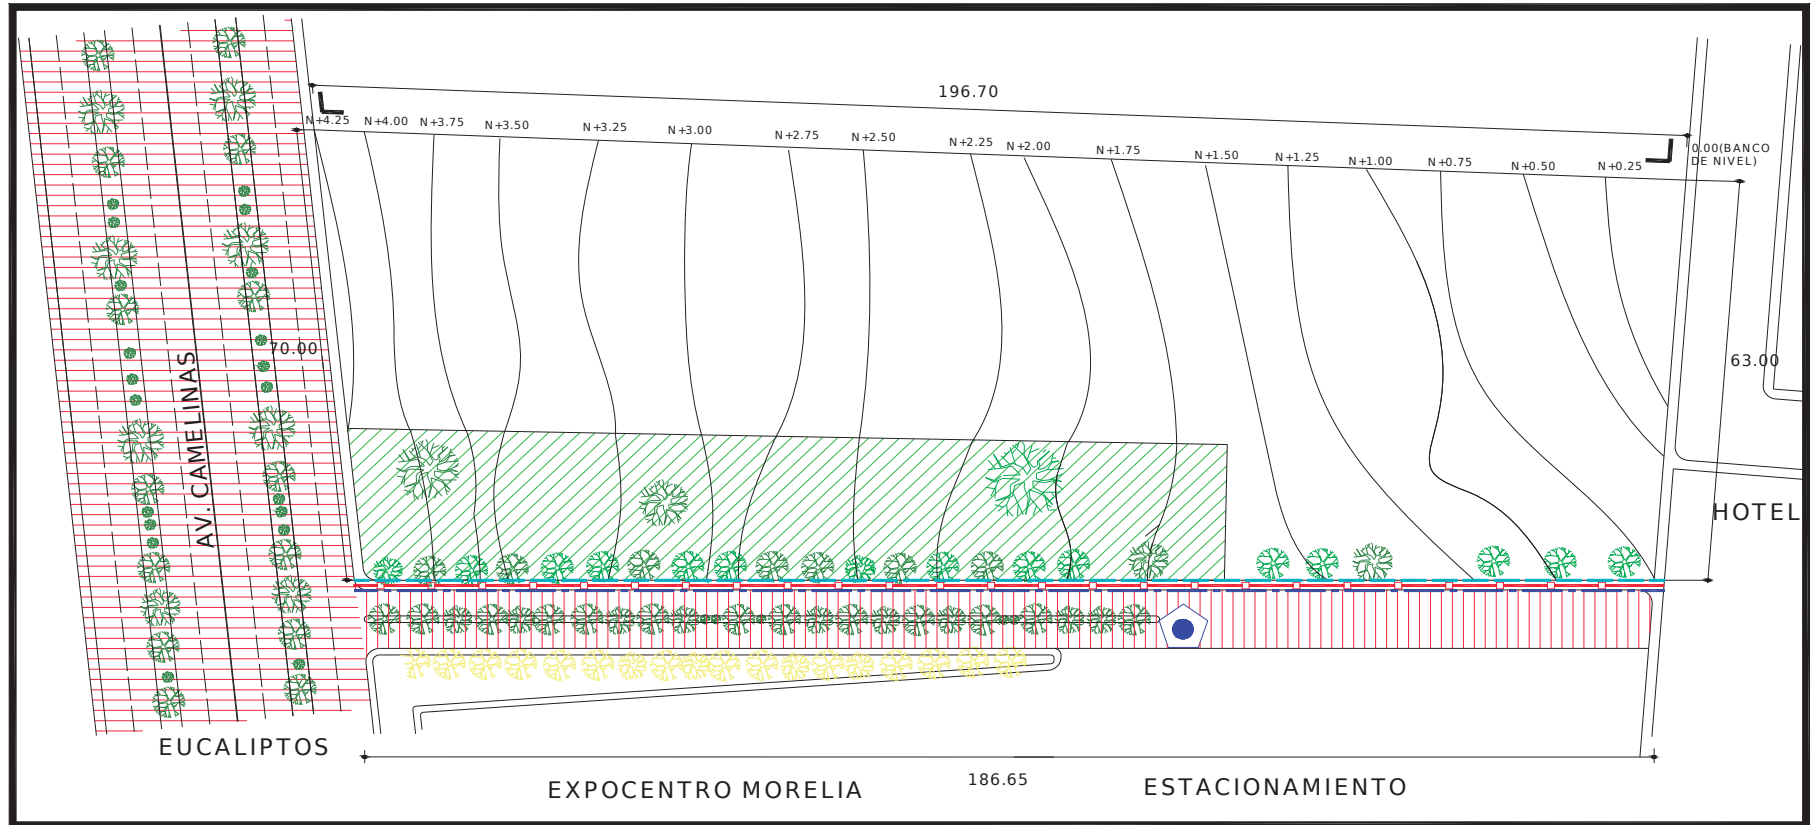 196.70
N+4.25
N+4.00
N+3.75
N+3.50
N+3.25
N+3.00
N+2.75
N+2.50
N+2.25
N+2.00
N+1.75
N+1.50
N+1.25
N+1.00
N+0.75
N+0.50
N+0.25
0.00(BANCO
DE NIVEL)
70.00
63.00
AV. CAMELINAS
HOTEL
EUCALIPTOS
EXPOCENTRO MORELIA
186.65
ESTACIONAMIENTO